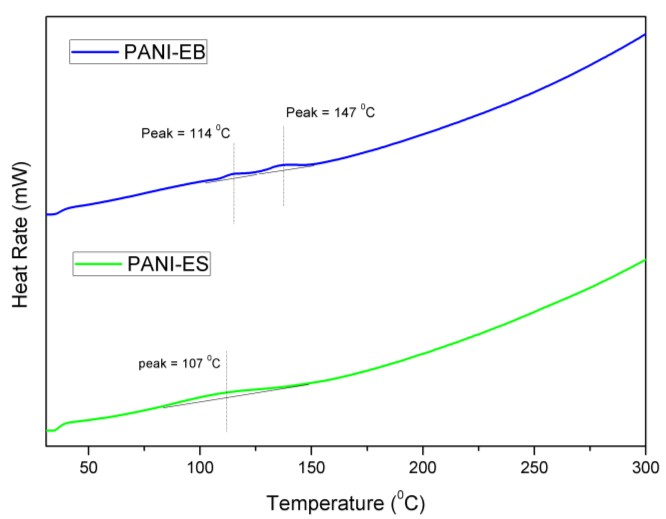 PANI-EB
Peak = 147 ⁰C
Peak = 114 ⁰C
PANI-ES
peak = 107 ⁰C
Heat Rate (mW)
50 100 150 200 250 300
Temperature (⁰C)